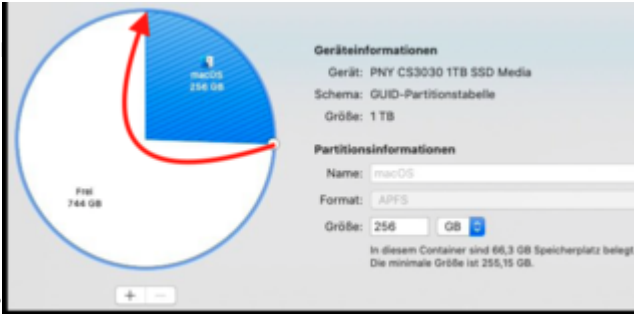 macOS
256 GB
Frei
744 GB
+ −
Geräteinformationen
Gerät: PNY CS3030 1TB SSD Media
Schema: GUID-Partitionstabelle
Größe: 1 TB
Partitionsinformationen
Name: macOS
Format: APFS
Größe: 256 GB
In diesem Container sind 66,3 GB Speicherplatz belegt
Die minimale Größe ist 255,15 GB.